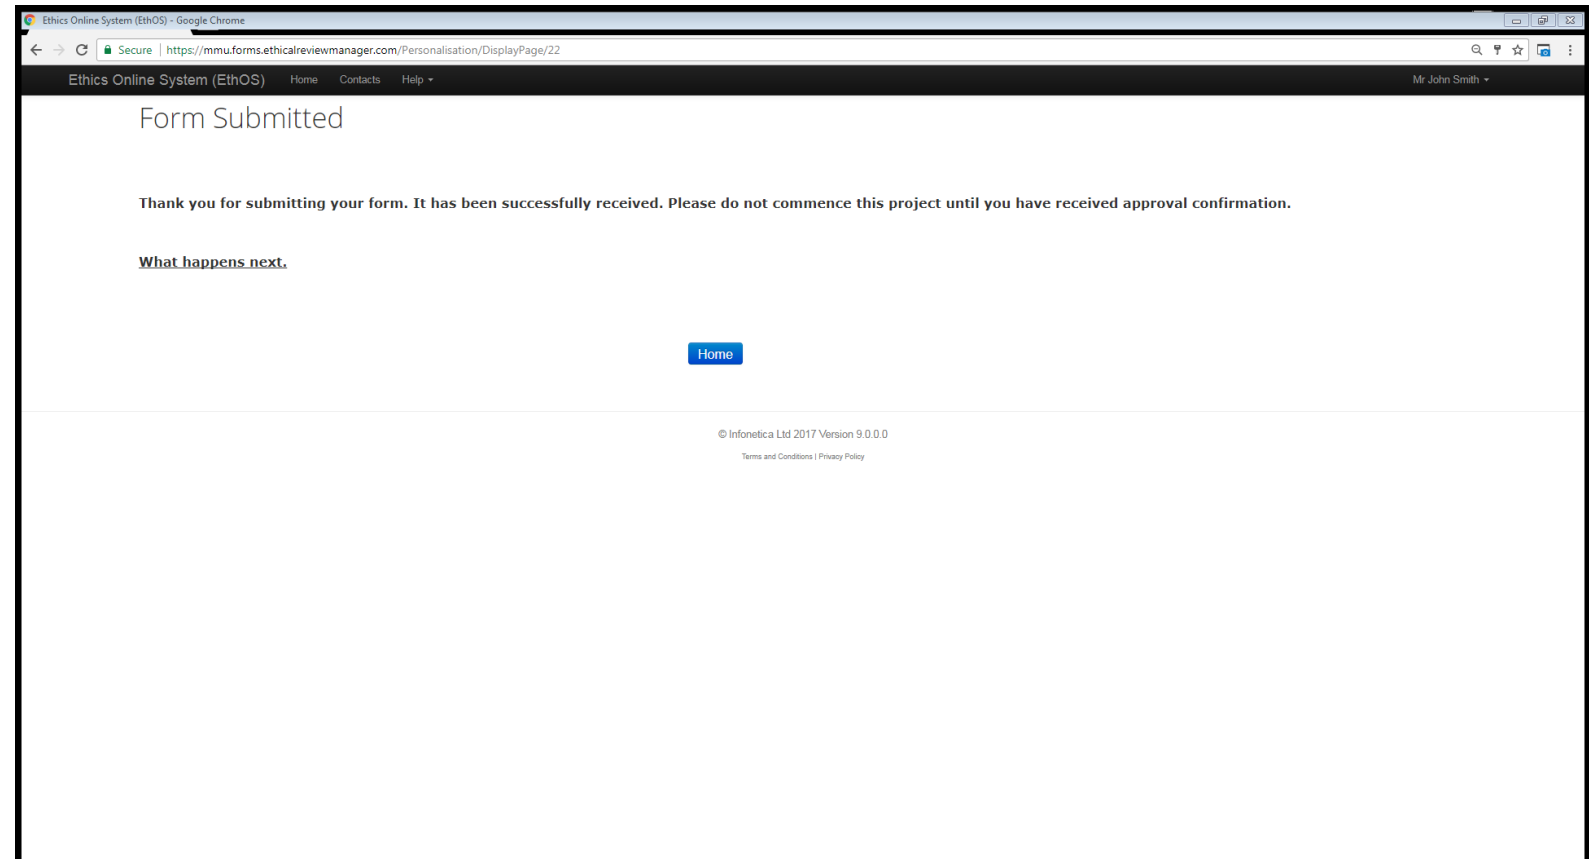 Ethics Online System (EthOS) - Google Chrome
Secure | https://mmu.forms.ethicalreviewmanager.com/Personalisation/DisplayPage/22
Ethics Online System (EthOS) Home Contacts Help Mr John Smith
Form Submitted
Thank you for submitting your form. It has been successfully received. Please do not commence this project until you have received approval confirmation.
What happens next.
Home
© Infonetica Ltd 2017 Version 9.0.0.0
Terms and Conditions | Privacy Policy